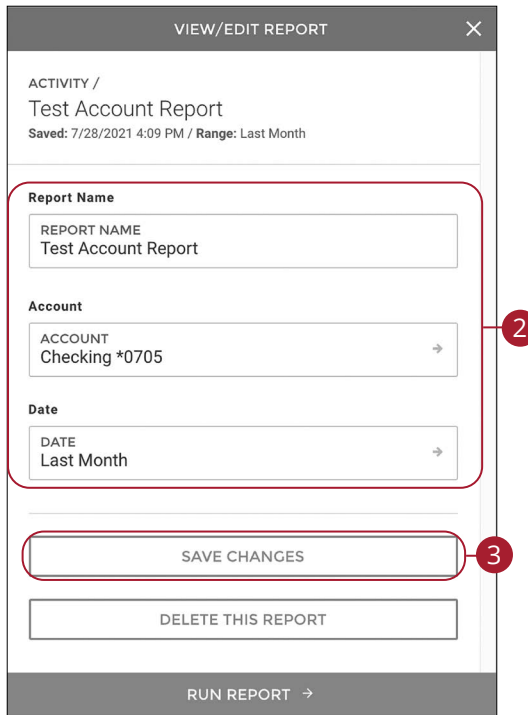 VIEW/EDIT REPORT
ACTIVITY /
Test Account Report
Saved: 7/28/2021 4:09 PM / Range: Last Month
Report Name
REPORT NAME
Test Account Report
Account
ACCOUNT
Checking *0705
2
Date
DATE
Last Month
SAVE CHANGES
3
DELETE THIS REPORT
RUN REPORT